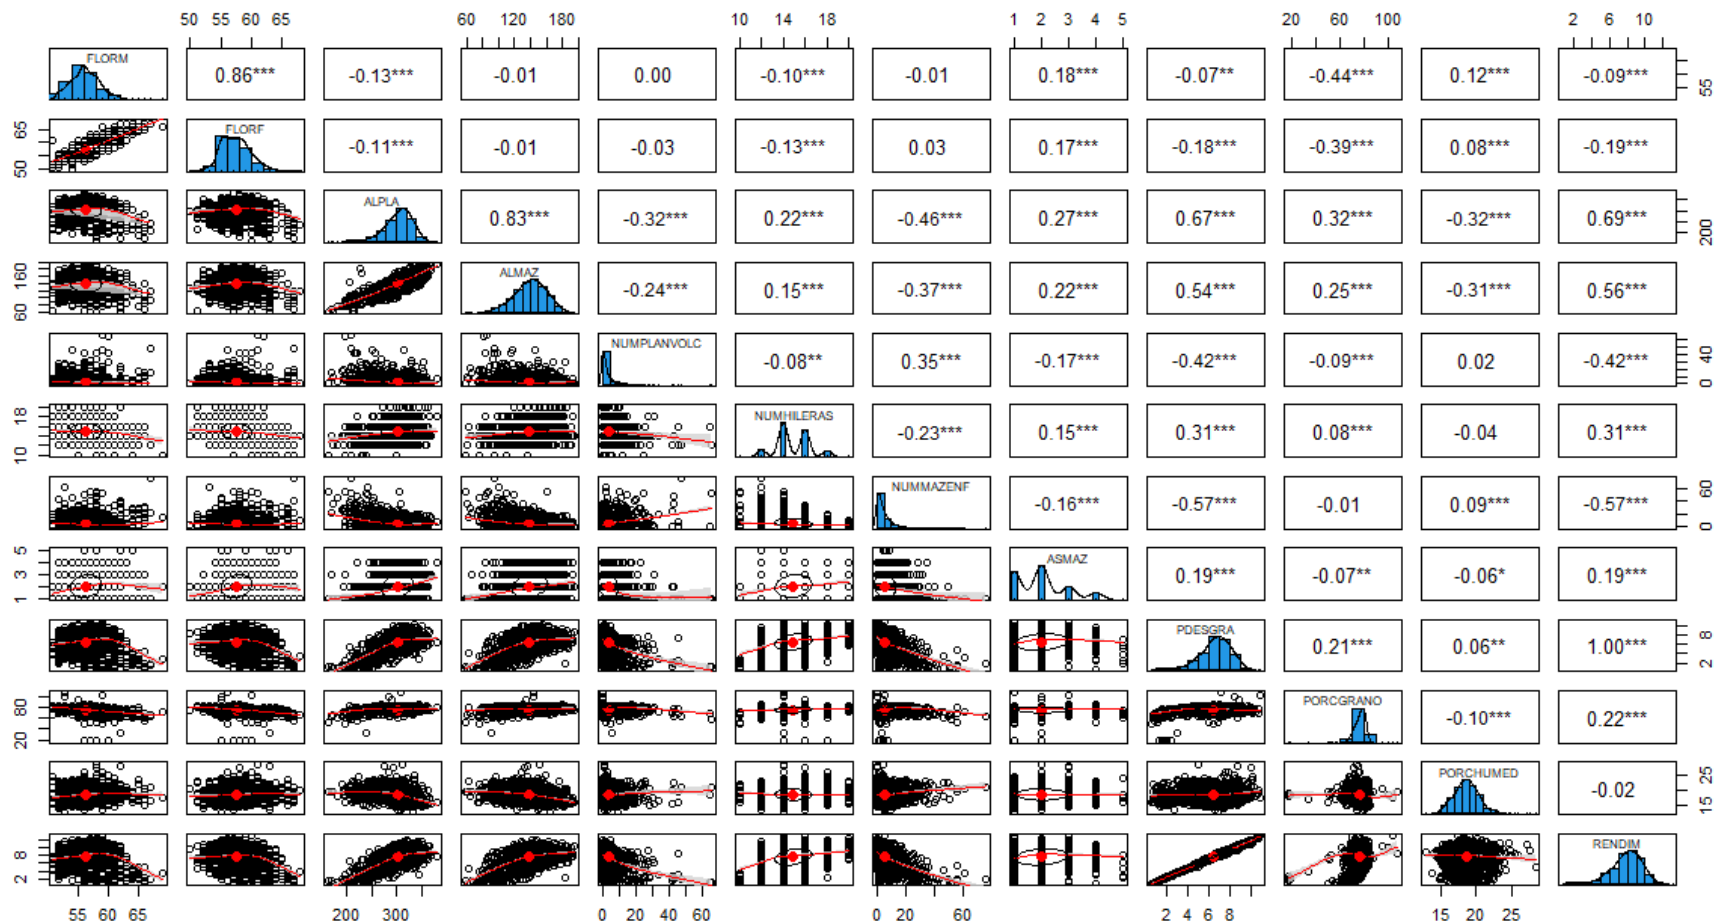 50 55 60 65 60 120 180 10 14 18 1 2 3 4 5 20 60 100 2 6 10
FLORM 0.86*** -0.13*** -0.01 0.00 -0.10*** -0.01 0.18*** -0.07** -0.44*** 0.12*** -0.09*** 55
50 65 FLORF -0.11*** -0.01 -0.03 -0.13*** 0.03 0.17*** -0.18*** -0.39*** 0.08*** -0.19***
ALPLA 0.83*** -0.32*** 0.22*** -0.46*** 0.27*** 0.67*** 0.32*** -0.32*** 0.69*** 200
60 160 ALMAZ -0.24*** 0.15*** -0.37*** 0.22*** 0.54*** 0.25*** -0.31*** 0.56***
NUMPLANVOLC -0.08** 0.35*** -0.17*** -0.42*** -0.09*** 0.02 -0.42*** 0 20 40
10 18 NUMHILERAS -0.23*** 0.15*** 0.31*** 0.08*** -0.04 0.31***
NUMMAZENF -0.16*** -0.57*** -0.01 0.09*** -0.57*** 0 60
1 3 5 ASMAZ 0.19*** -0.07** -0.06* 0.19***
PDESGRA 0.21*** 0.06** 1.00*** 2 8
20 80 PORCGRANO -0.10*** 0.22***
PORCHUMED -0.02 15 25
2 8 RENDIM
55 60 65 200 300 0 20 40 60 0 20 60 2 4 6 8 15 20 25